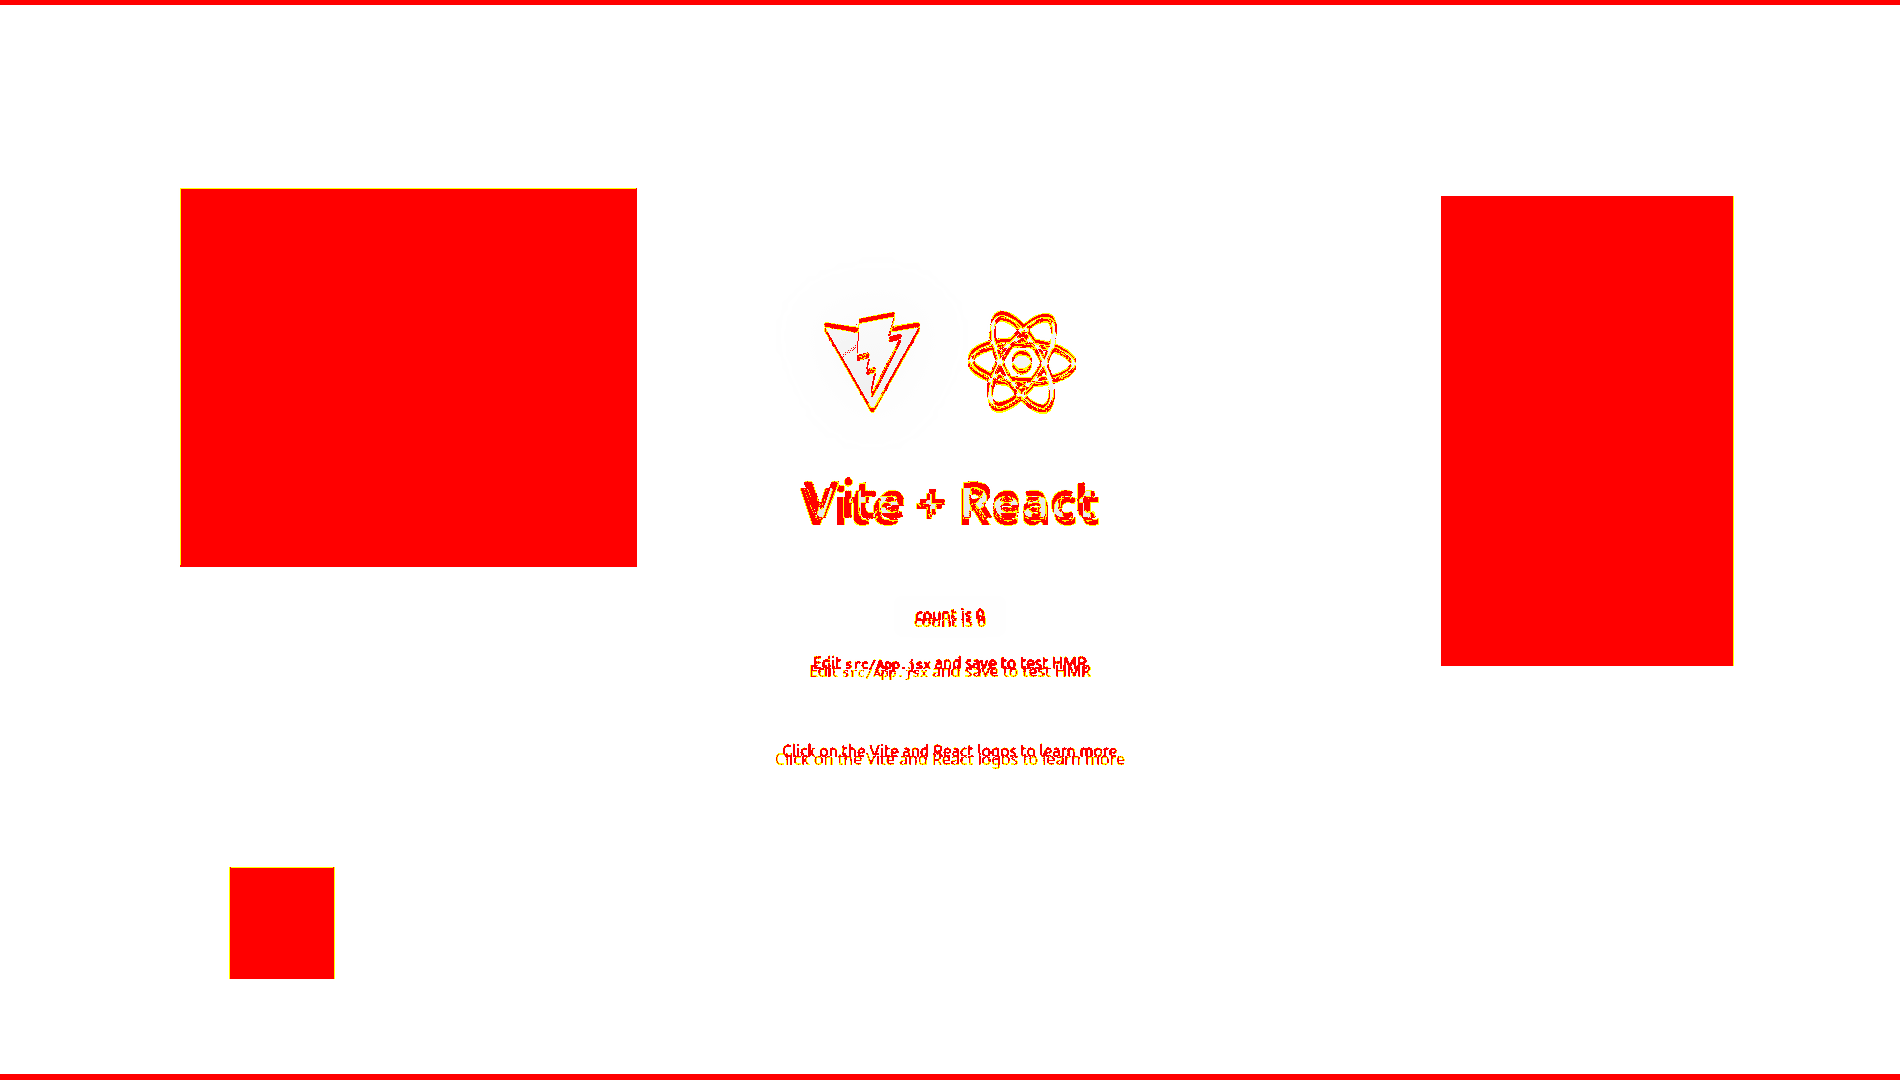 Vite + React
count is 0
Edit src/App.jsx and save to test HMR
Click on the Vite and React logos to learn more